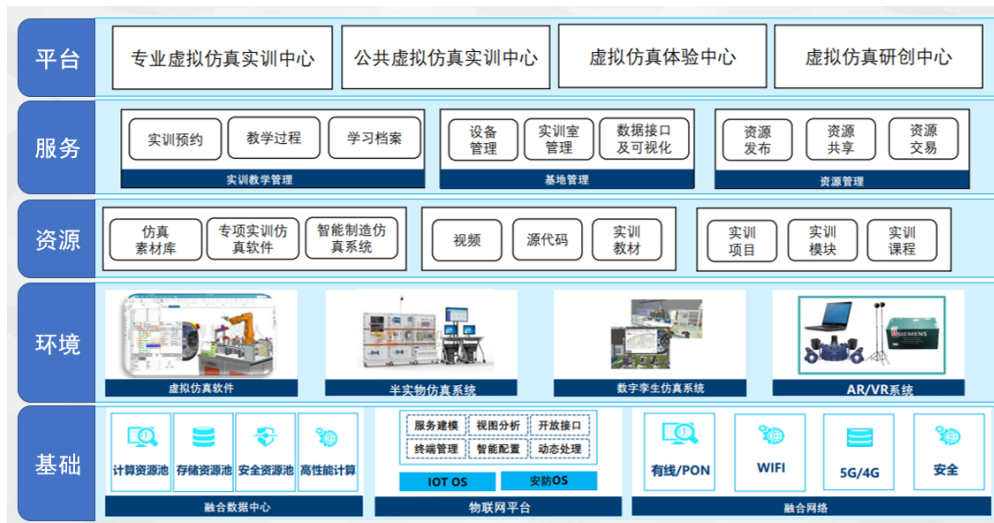 平台
专业虚拟仿真实训中心
公共虚拟仿真实训中心
虚拟仿真体验中心
虚拟仿真研创中心
服务
实训预约
教学过程
学习档案
实训教学管理
设备
管理
实训室
管理
数据接口
及可视化
基地管理
资源
发布
资源
共享
资源
交易
资源管理
资源
仿真
素材库
专项实训仿
真软件
智能制造仿
真系统
视频
源代码
实训
教材
实训
项目
实训
模块
实训
课程
环境
虚拟仿真软件
半实物仿真系统
数字孪生仿真系统
SIEMENS
AR/VR系统
基础
计算资源池
存储资源池
安全资源池
高性能计算
融合数据中心
服务建模
视图分析
开放接口
终端管理
智能配置
动态处理
IOT OS
安防OS
物联网平台
有线/PON
WIFI
5G/4G
安全
融合网络